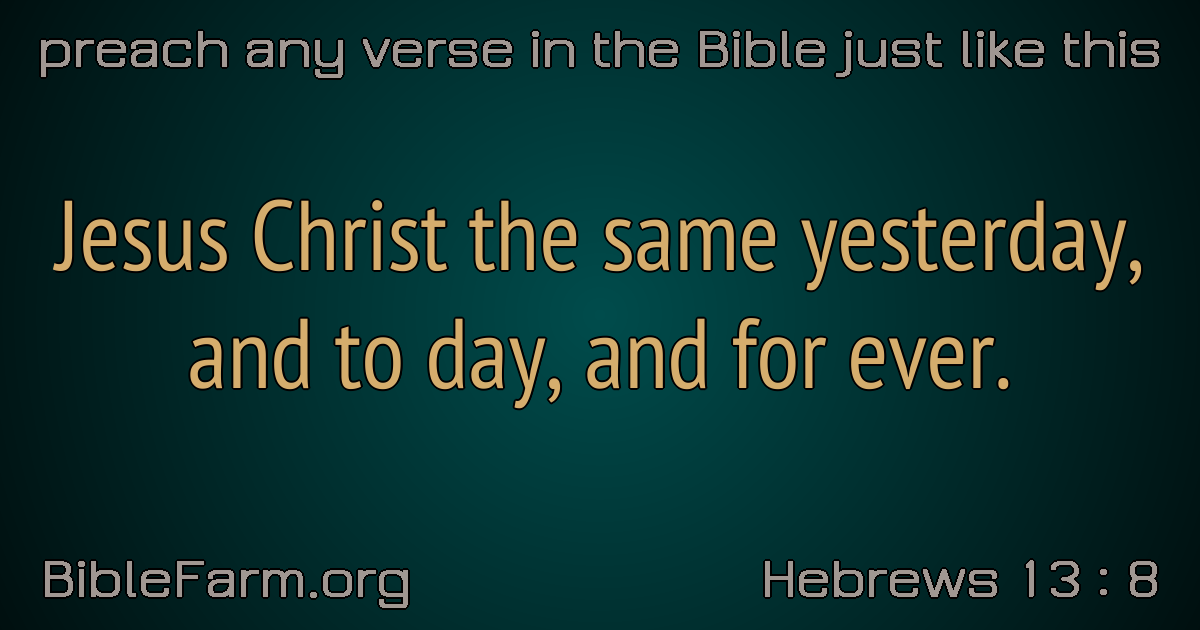 preach any verse in the Bible just like this
Jesus Christ the same yesterday,
and to day, and for ever.
BibleFarm.org
Hebrews 13 : 8